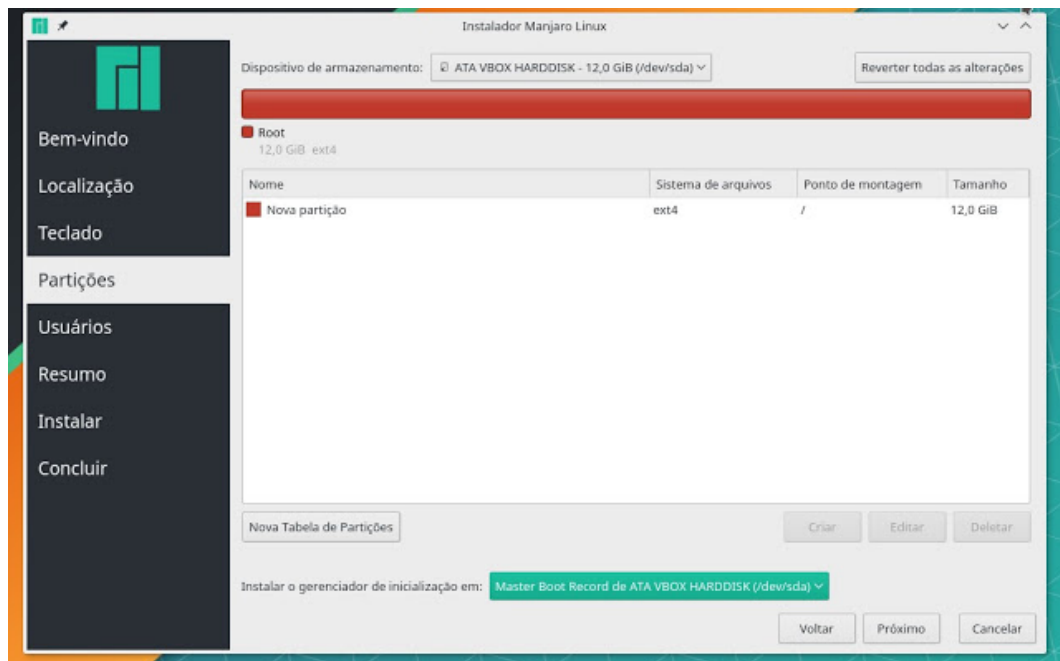 Instalador Manjaro Linux
Dispositivo de armazenamento: ATA VBOX HARDDISK - 12,0 GiB (/dev/sda) Reverter todas as alterações
Bem-vindo
Localização
Teclado
Partições
Usuários
Resumo
Instalar
Concluir
Root
12,0 GiB ext4
Nome Sistema de arquivos Ponto de montagem Tamanho
Nova partição ext4 / 12,0 GiB
Nova Tabela de Partições Criar Editar Deletar
Instalar o gerenciador de inicialização em: Master Boot Record de ATA VBOX HARDDISK (/dev/sda)
Voltar Próximo Cancelar